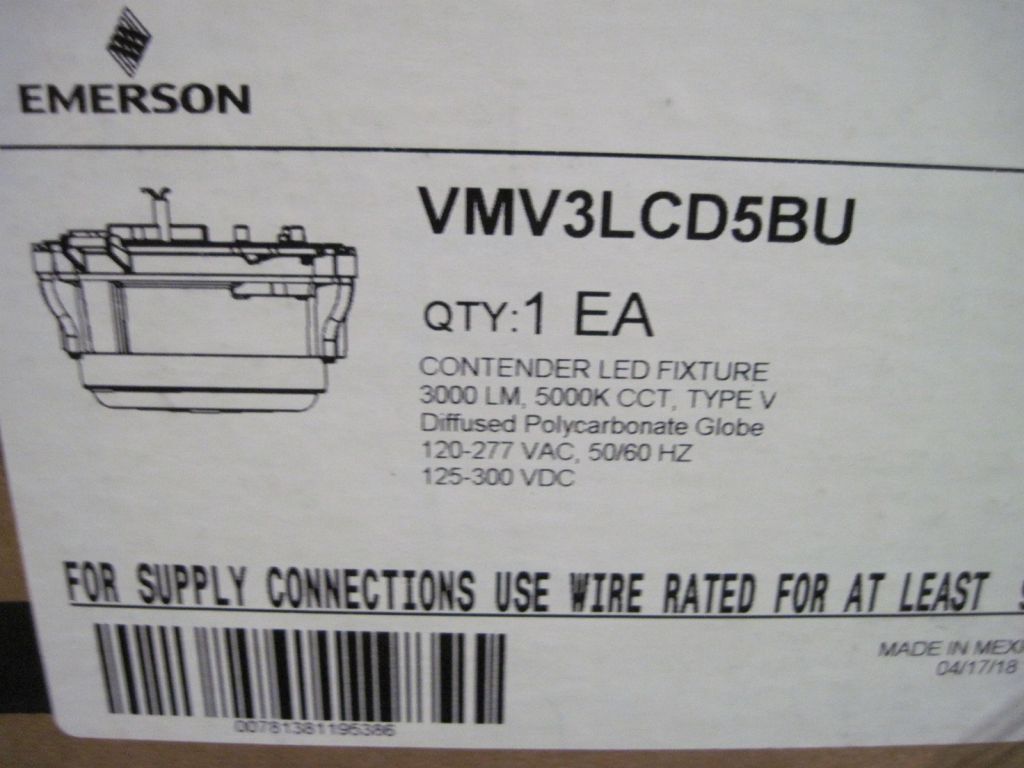 EMERSON
VMV3LCD5BU
QTY:1 EA
CONTENDER LED FIXTURE
3000 LM, 5000K CCT, TYPE V
Diffused Polycarbonate Globe
120-277 VAC, 50/60 HZ
125-300 VDC
FOR SUPPLY CONNECTIONS USE WIRE RATED FOR AT LEAST
MADE IN MEXI
04/17/18
00781381196386